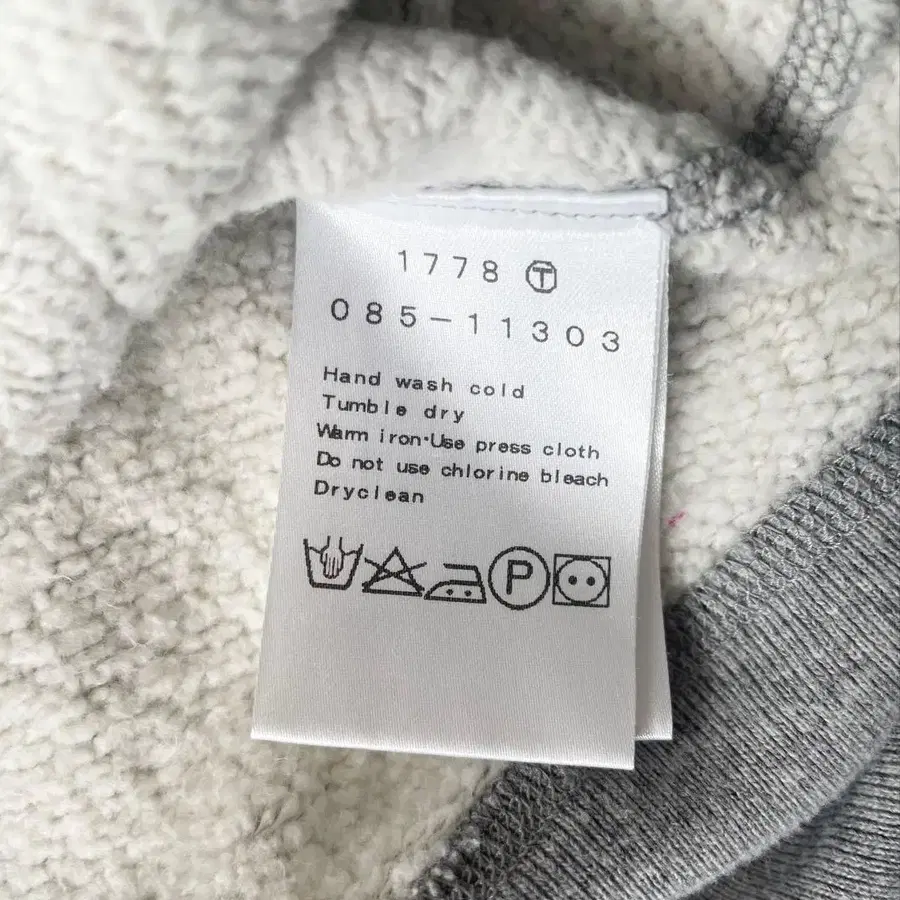 1778 Ⓣ
085-11303
Hand wash cold
Tumble dry
Warm iron·Use press cloth
Do not use chlorine bleach
Dryclean
P